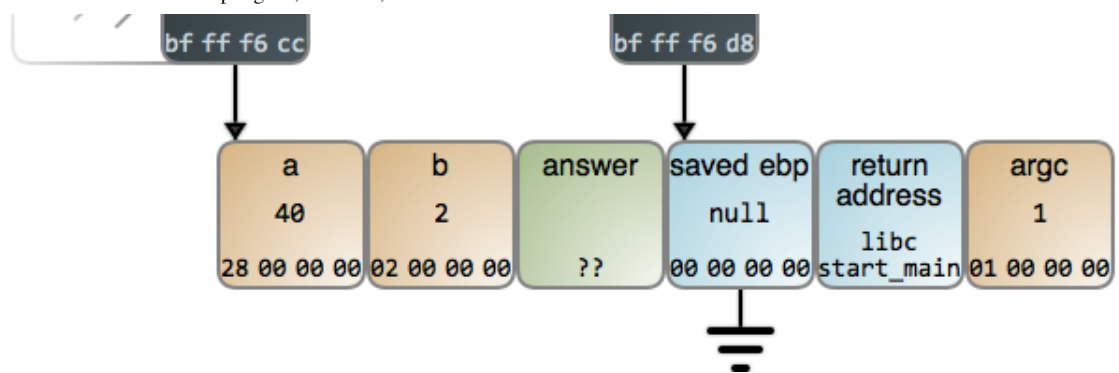 bf ff f6 cc
bf ff f6 d8
a
40
28 00 00 00
b
2
02 00 00 00
answer
??
saved ebp
null
00 00 00 00
return
address
libc
start_main
argc
1
01 00 00 00